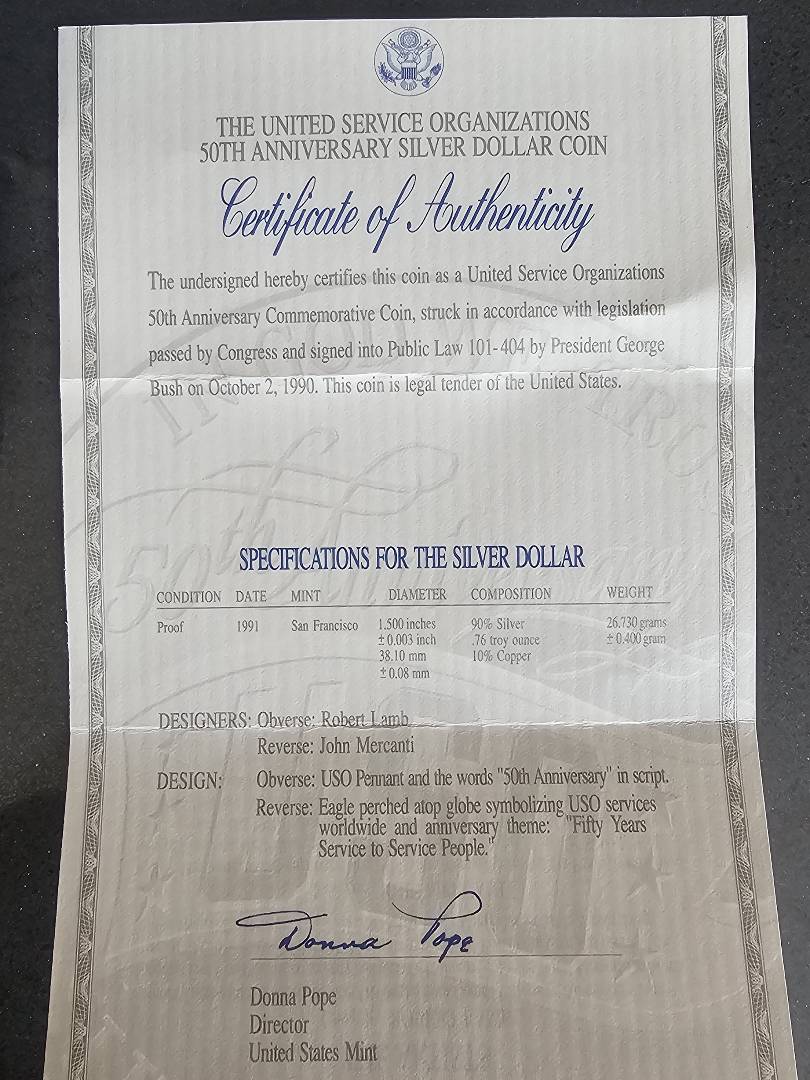 THE UNITED SERVICE ORGANIZATIONS
50TH ANNIVERSARY SILVER DOLLAR COIN
Certificate of Authenticity
The undersigned hereby certifies this coin as a United Service Organizations
50th Anniversary Commemorative Coin, struck in accordance with legislation
passed by Congress and signed into Public Law 101-404 by President George
Bush on October 2, 1990. This coin is legal tender of the United States.
50th Anniversary
USO
SPECIFICATIONS FOR THE SILVER DOLLAR
CONDITION DATE MINT DIAMETER COMPOSITION WEIGHT
Proof 1991 San Francisco 1.500 inches 90% Silver 26.730 grams
± 0.003 inch .76 troy ounce ± 0.400 gram
38.10 mm 10% Copper
± 0.08 mm
DESIGNERS: Obverse: Robert Lamb
Reverse: John Mercanti
DESIGN: Obverse: USO Pennant and the words "50th Anniversary" in script.
Reverse: Eagle perched atop globe symbolizing USO services
worldwide and anniversary theme: "Fifty Years
Service to Service People."
Donna Pope
Donna Pope
Director
United States Mint